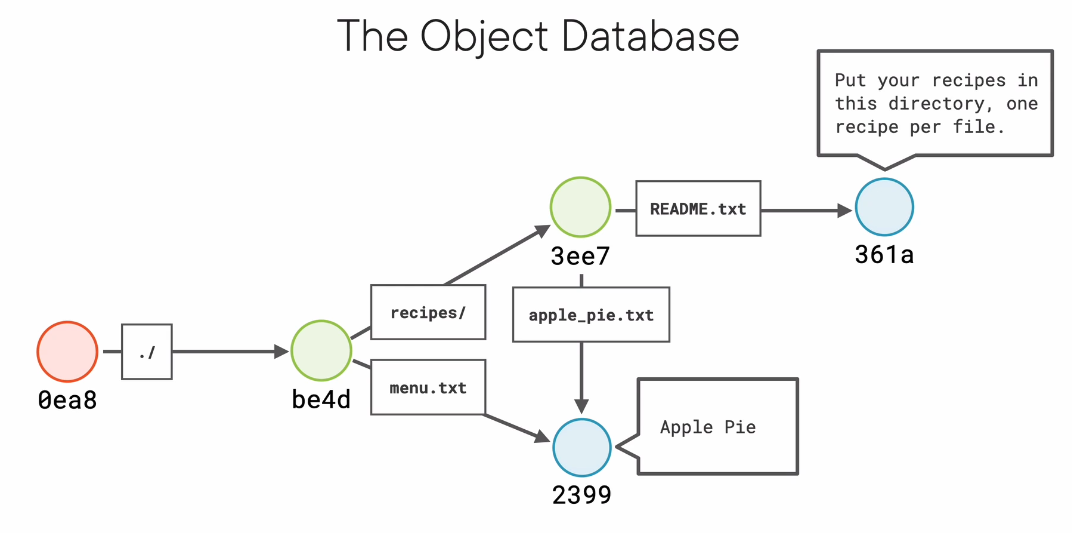 The Object Database
Put your recipes in
this directory, one
recipe per file.
README.txt
3ee7
361a
recipes/
apple_pie.txt
./
menu.txt
0ea8
be4d
Apple Pie
2399